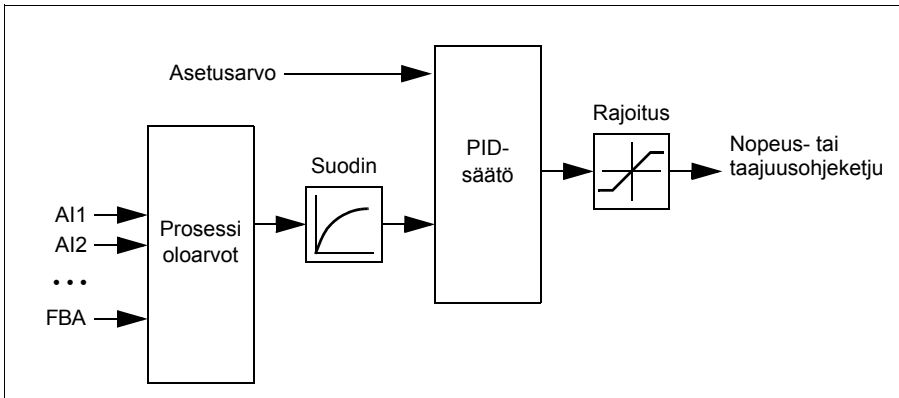 Asetusarvo
Rajoitus
PID-
säätö
Nopeus- tai
taajuusohjeketju
Suodin
AI1
AI2
...
FBA
Prosessi
oloarvot